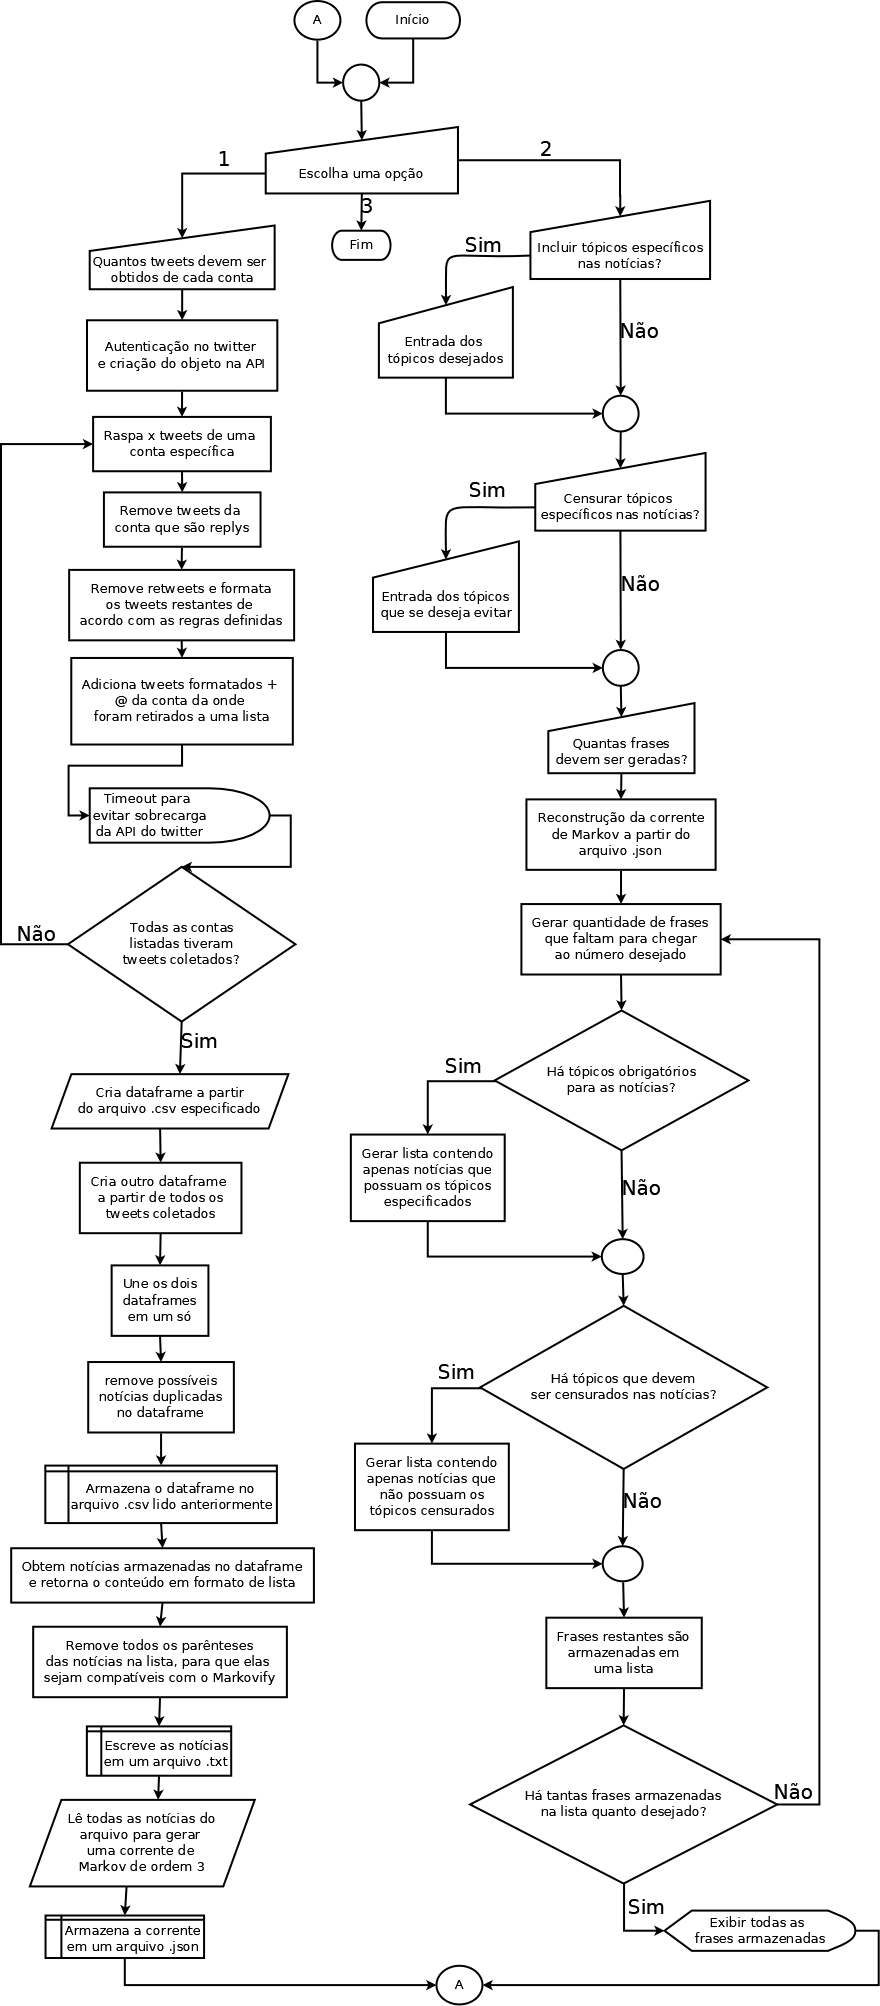 A
Início
Escolha uma opção
1
2
3
Fim
Quantos tweets devem ser
obtidos de cada conta
Autenticação no twitter
e criação do objeto na API
Raspa x tweets de uma
conta específica
Remove tweets da
conta que são replys
Remove retweets e formata
os tweets restantes de
acordo com as regras definidas
Adiciona tweets formatados +
@ da conta da onde
foram retirados a uma lista
Timeout para
evitar sobrecarga
da API do twitter
Todas as contas
listadas tiveram
tweets coletados?
Não
Sim
Cria dataframe a partir
do arquivo .csv especificado
Cria outro dataframe
a partir de todos os
tweets coletados
Une os dois
dataframes
em um só
remove possíveis
notícias duplicadas
no dataframe
Armazena o dataframe no
arquivo .csv lido anteriormente
Obtem notícias armazenadas no dataframe
e retorna o conteúdo em formato de lista
Remove todos os parênteses
das notícias na lista, para que elas
sejam compatíveis com o Markovify
Escreve as notícias
em um arquivo .txt
Lê todas as notícias do
arquivo para gerar
uma corrente de
Markov de ordem 3
Armazena a corrente
em um arquivo .json
Incluir tópicos específicos
nas notícias?
Sim
Não
Entrada dos
tópicos desejados
Censurar tópicos
específicos nas notícias?
Sim
Não
Entrada dos tópicos
que se deseja evitar
Quantas frases
devem ser geradas?
Reconstrução da corrente
de Markov a partir do
arquivo .json
Gerar quantidade de frases
que faltam para chegar
ao número desejado
Há tópicos obrigatórios
para as notícias?
Sim
Não
Gerar lista contendo
apenas notícias que
possuam os tópicos
especificados
Há tópicos que devem
ser censurados nas notícias?
Sim
Não
Gerar lista contendo
apenas notícias que
não possuam os
tópicos censurados
Frases restantes são
armazenadas em
uma lista
Há tantas frases armazenadas
na lista quanto desejado?
Não
Sim
Exibir todas as
frases armazenadas
A